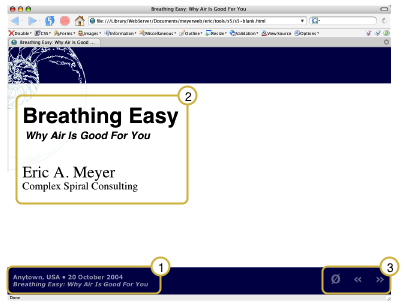 Breathing Easy: Why Air Is Good For You
file:///Library/WebServer/Documents/meyerweb/eric/tools/s5/s5-blank.html
Disable CSS Forms Images Information Miscellaneous Outline Resize Validation View Source Options
Breathing Easy: Why Air Is Good ...
2
Breathing Easy
Why Air Is Good For You
Eric A. Meyer
Complex Spiral Consulting
1
3
Anytown, USA • 20 October 2004
Breathing Easy: Why Air Is Good For You
Ø « »
Done